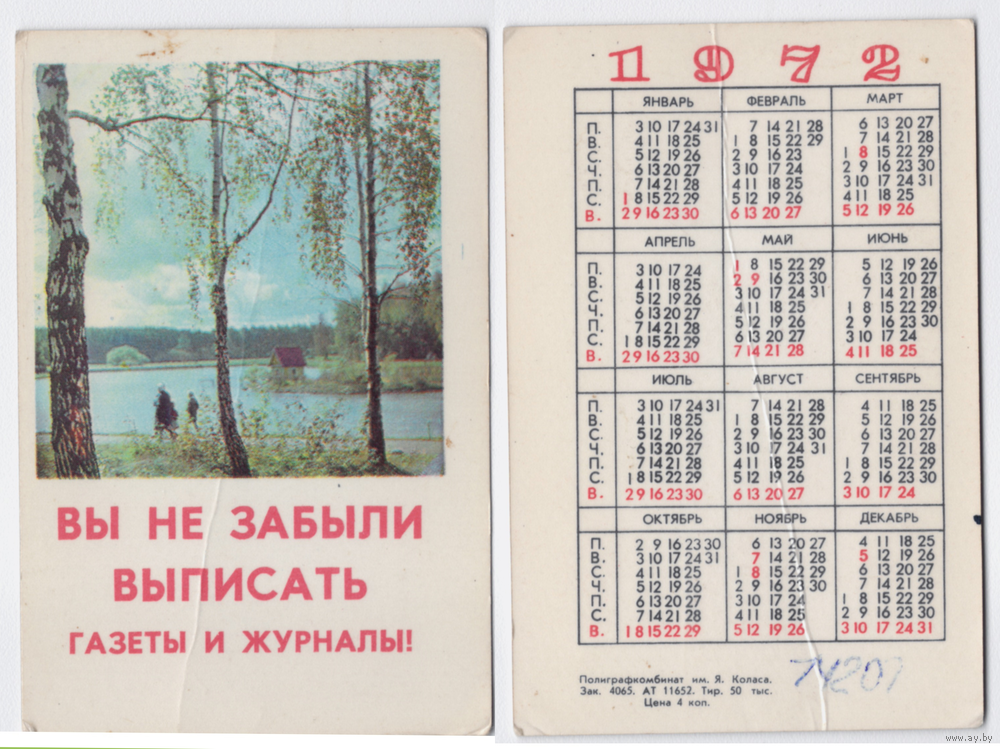 ВЫ НЕ ЗАБЫЛИ
ВЫПИСАТЬ
ГАЗЕТЫ И ЖУРНАЛЫ!
1972
ЯНВАРЬ ФЕВРАЛЬ МАРТ
П. 3 10 17 24 31 7 14 21 28 6 13 20 27
В. 4 11 18 25 1 8 15 22 29 7 14 21 28
С. 5 12 19 26 2 9 16 23 1 8 15 22 29
Ч. 6 13 20 27 3 10 17 24 2 9 16 23 30
П. 7 14 21 28 4 11 18 25 3 10 17 24 31
С. 1 8 15 22 29 5 12 19 26 4 11 18 25
В. 2 9 16 23 30 6 13 20 27 5 12 19 26
АПРЕЛЬ МАЙ ИЮНЬ
П. 3 10 17 24 1 8 15 22 29 5 12 19 26
В. 4 11 18 25 2 9 16 23 30 6 13 20 27
С. 5 12 19 26 3 10 17 24 31 7 14 21 28
Ч. 6 13 20 27 4 11 18 25 1 8 15 22 29
П. 7 14 21 28 5 12 19 26 2 9 16 23 30
С. 1 8 15 22 29 6 13 20 27 3 10 17 24
В. 2 9 16 23 30 7 14 21 28 4 11 18 25
ИЮЛЬ АВГУСТ СЕНТЯБРЬ
П. 3 10 17 24 31 7 14 21 28 4 11 18 25
В. 4 11 18 25 1 8 15 22 29 5 12 19 26
С. 5 12 19 26 2 9 16 23 30 6 13 20 27
Ч. 6 13 20 27 3 10 17 24 31 7 14 21 28
П. 7 14 21 28 4 11 18 25 1 8 15 22 29
С. 1 8 15 22 29 5 12 19 26 2 9 16 23 30
В. 2 9 16 23 30 6 13 20 27 3 10 17 24
ОКТЯБРЬ НОЯБРЬ ДЕКАБРЬ
П. 2 9 16 23 30 6 13 20 27 4 11 18 25
В. 3 10 17 24 31 7 14 21 28 5 12 19 26
С. 4 11 18 25 1 8 15 22 29 6 13 20 27
Ч. 5 12 19 26 2 9 16 23 30 7 14 21 28
П. 6 13 20 27 3 10 17 24 1 8 15 22 29
С. 7 14 21 28 4 11 18 25 2 9 16 23 30
В. 1 8 15 22 29 5 12 19 26 3 10 17 24 31
Полиграфкомбинат им. Я. Коласа.
Зак. 4065. АТ 11652. Тир. 50 тыс.
Цена 4 коп.
www.ay.by